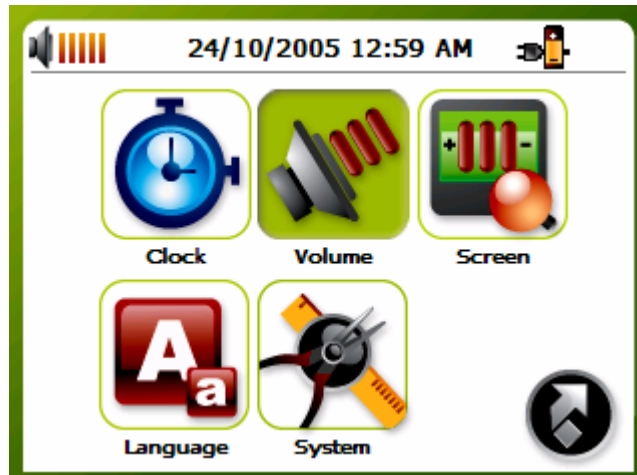 24/10/2005 12:59 AM
Clock Volume Screen
A
a
Language System